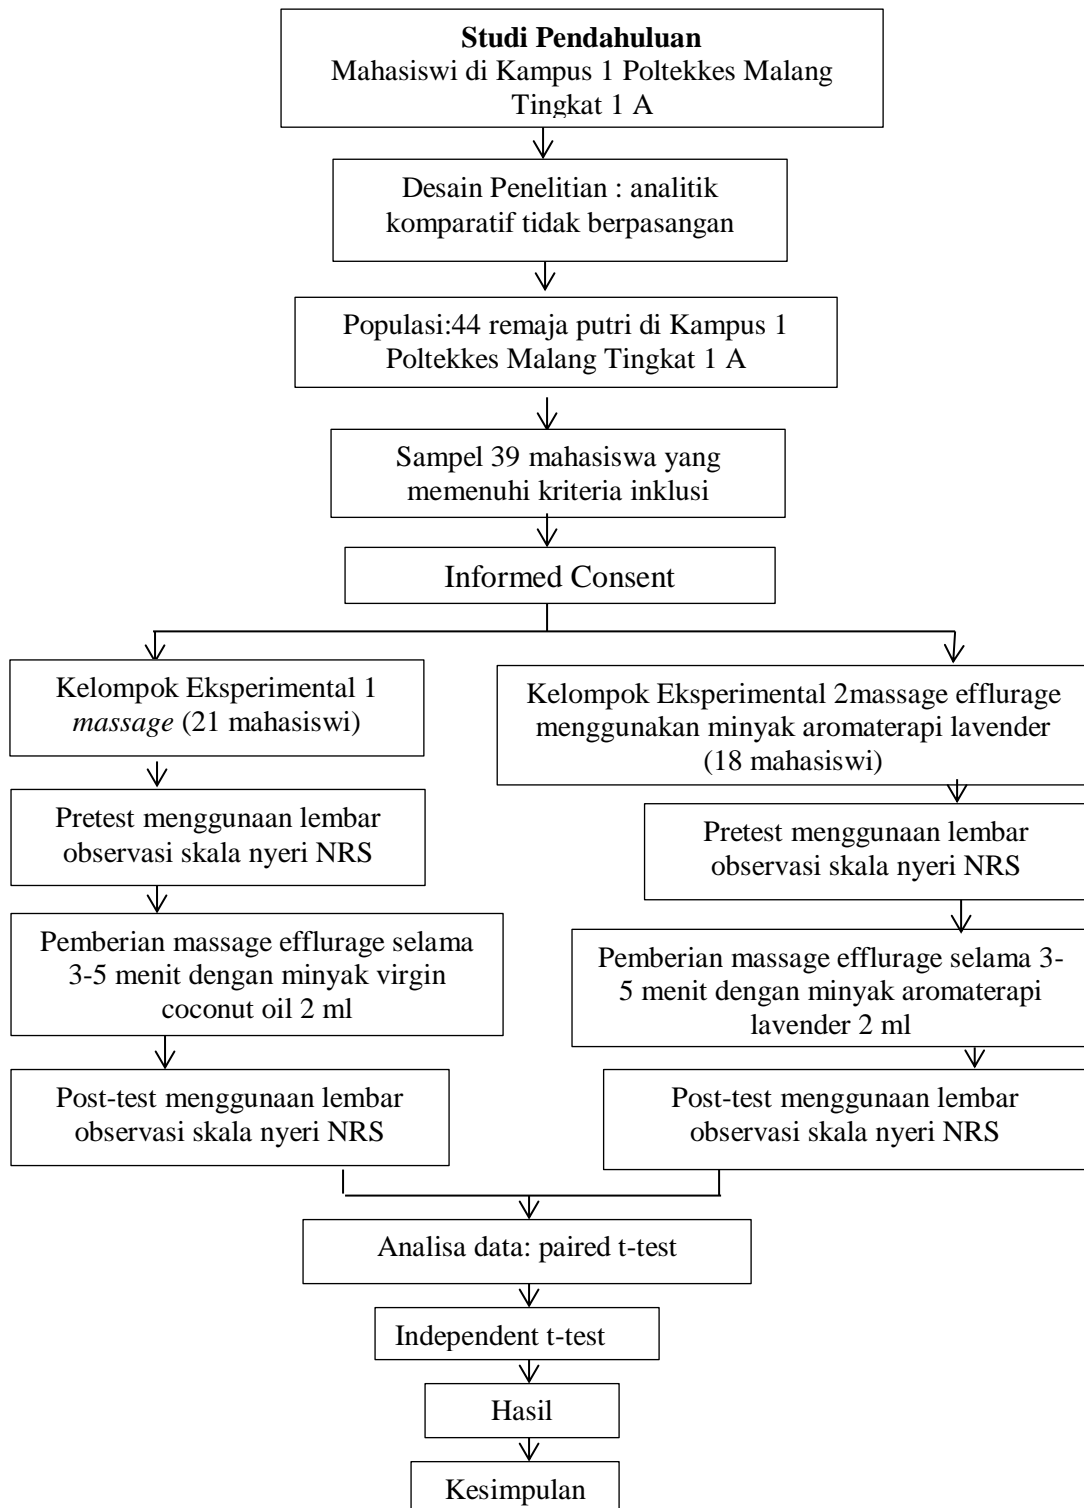 Studi Pendahuluan
Mahasiswi di Kampus 1 Poltekkes Malang
Tingkat 1 A
Desain Penelitian : analitik
komparatif tidak berpasangan
Populasi:44 remaja putri di Kampus 1
Poltekkes Malang Tingkat 1 A
Sampel 39 mahasiswa yang
memenuhi kriteria inklusi
Informed Consent
Kelompok Eksperimental 1
massage (21 mahasiswi)
Kelompok Eksperimental 2massage efflurage
menggunakan minyak aromaterapi lavender
(18 mahasiswi)
Pretest menggunaan lembar
observasi skala nyeri NRS
Pretest menggunaan lembar
observasi skala nyeri NRS
Pemberian massage efflurage selama
3-5 menit dengan minyak virgin
coconut oil 2 ml
Pemberian massage efflurage selama 3-
5 menit dengan minyak aromaterapi
lavender 2 ml
Post-test menggunaan lembar
observasi skala nyeri NRS
Post-test menggunaan lembar
observasi skala nyeri NRS
Analisa data: paired t-test
Independent t-test
Hasil
Kesimpulan